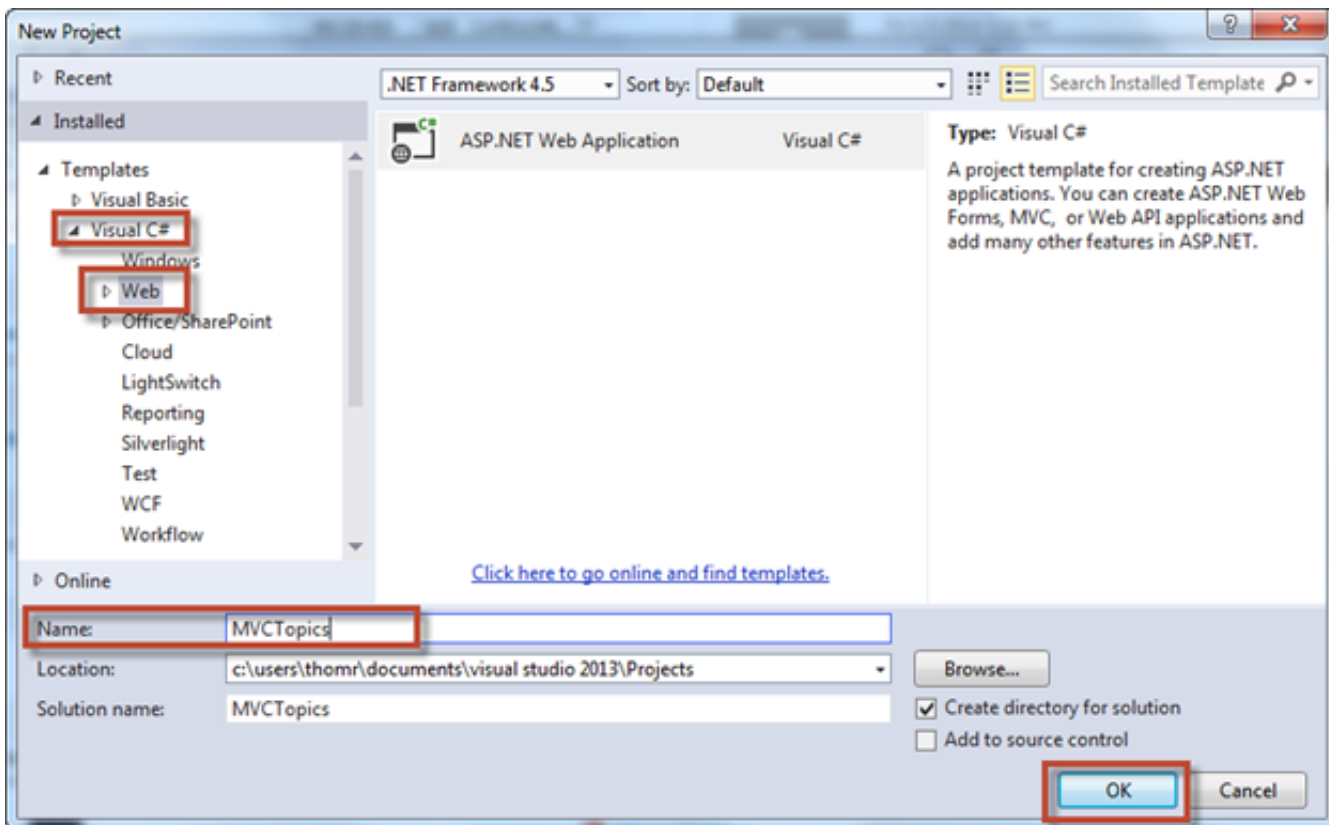 New Project
Recent
Installed
Templates
Visual Basic
Visual C#
Windows
Web
Office/SharePoint
Cloud
LightSwitch
Reporting
Silverlight
Test
WCF
Workflow
Online
.NET Framework 4.5
Sort by: Default
Search Installed Template
C#
ASP.NET Web Application Visual C#
Click here to go online and find templates.
Type: Visual C#
A project template for creating ASP.NET
applications. You can create ASP.NET Web
Forms, MVC, or Web API applications and
add many other features in ASP.NET.
Name: MVCTopics
Location: c:\users\thomr\documents\visual studio 2013\Projects
Browse...
Solution name: MVCTopics
Create directory for solution
Add to source control
OK
Cancel